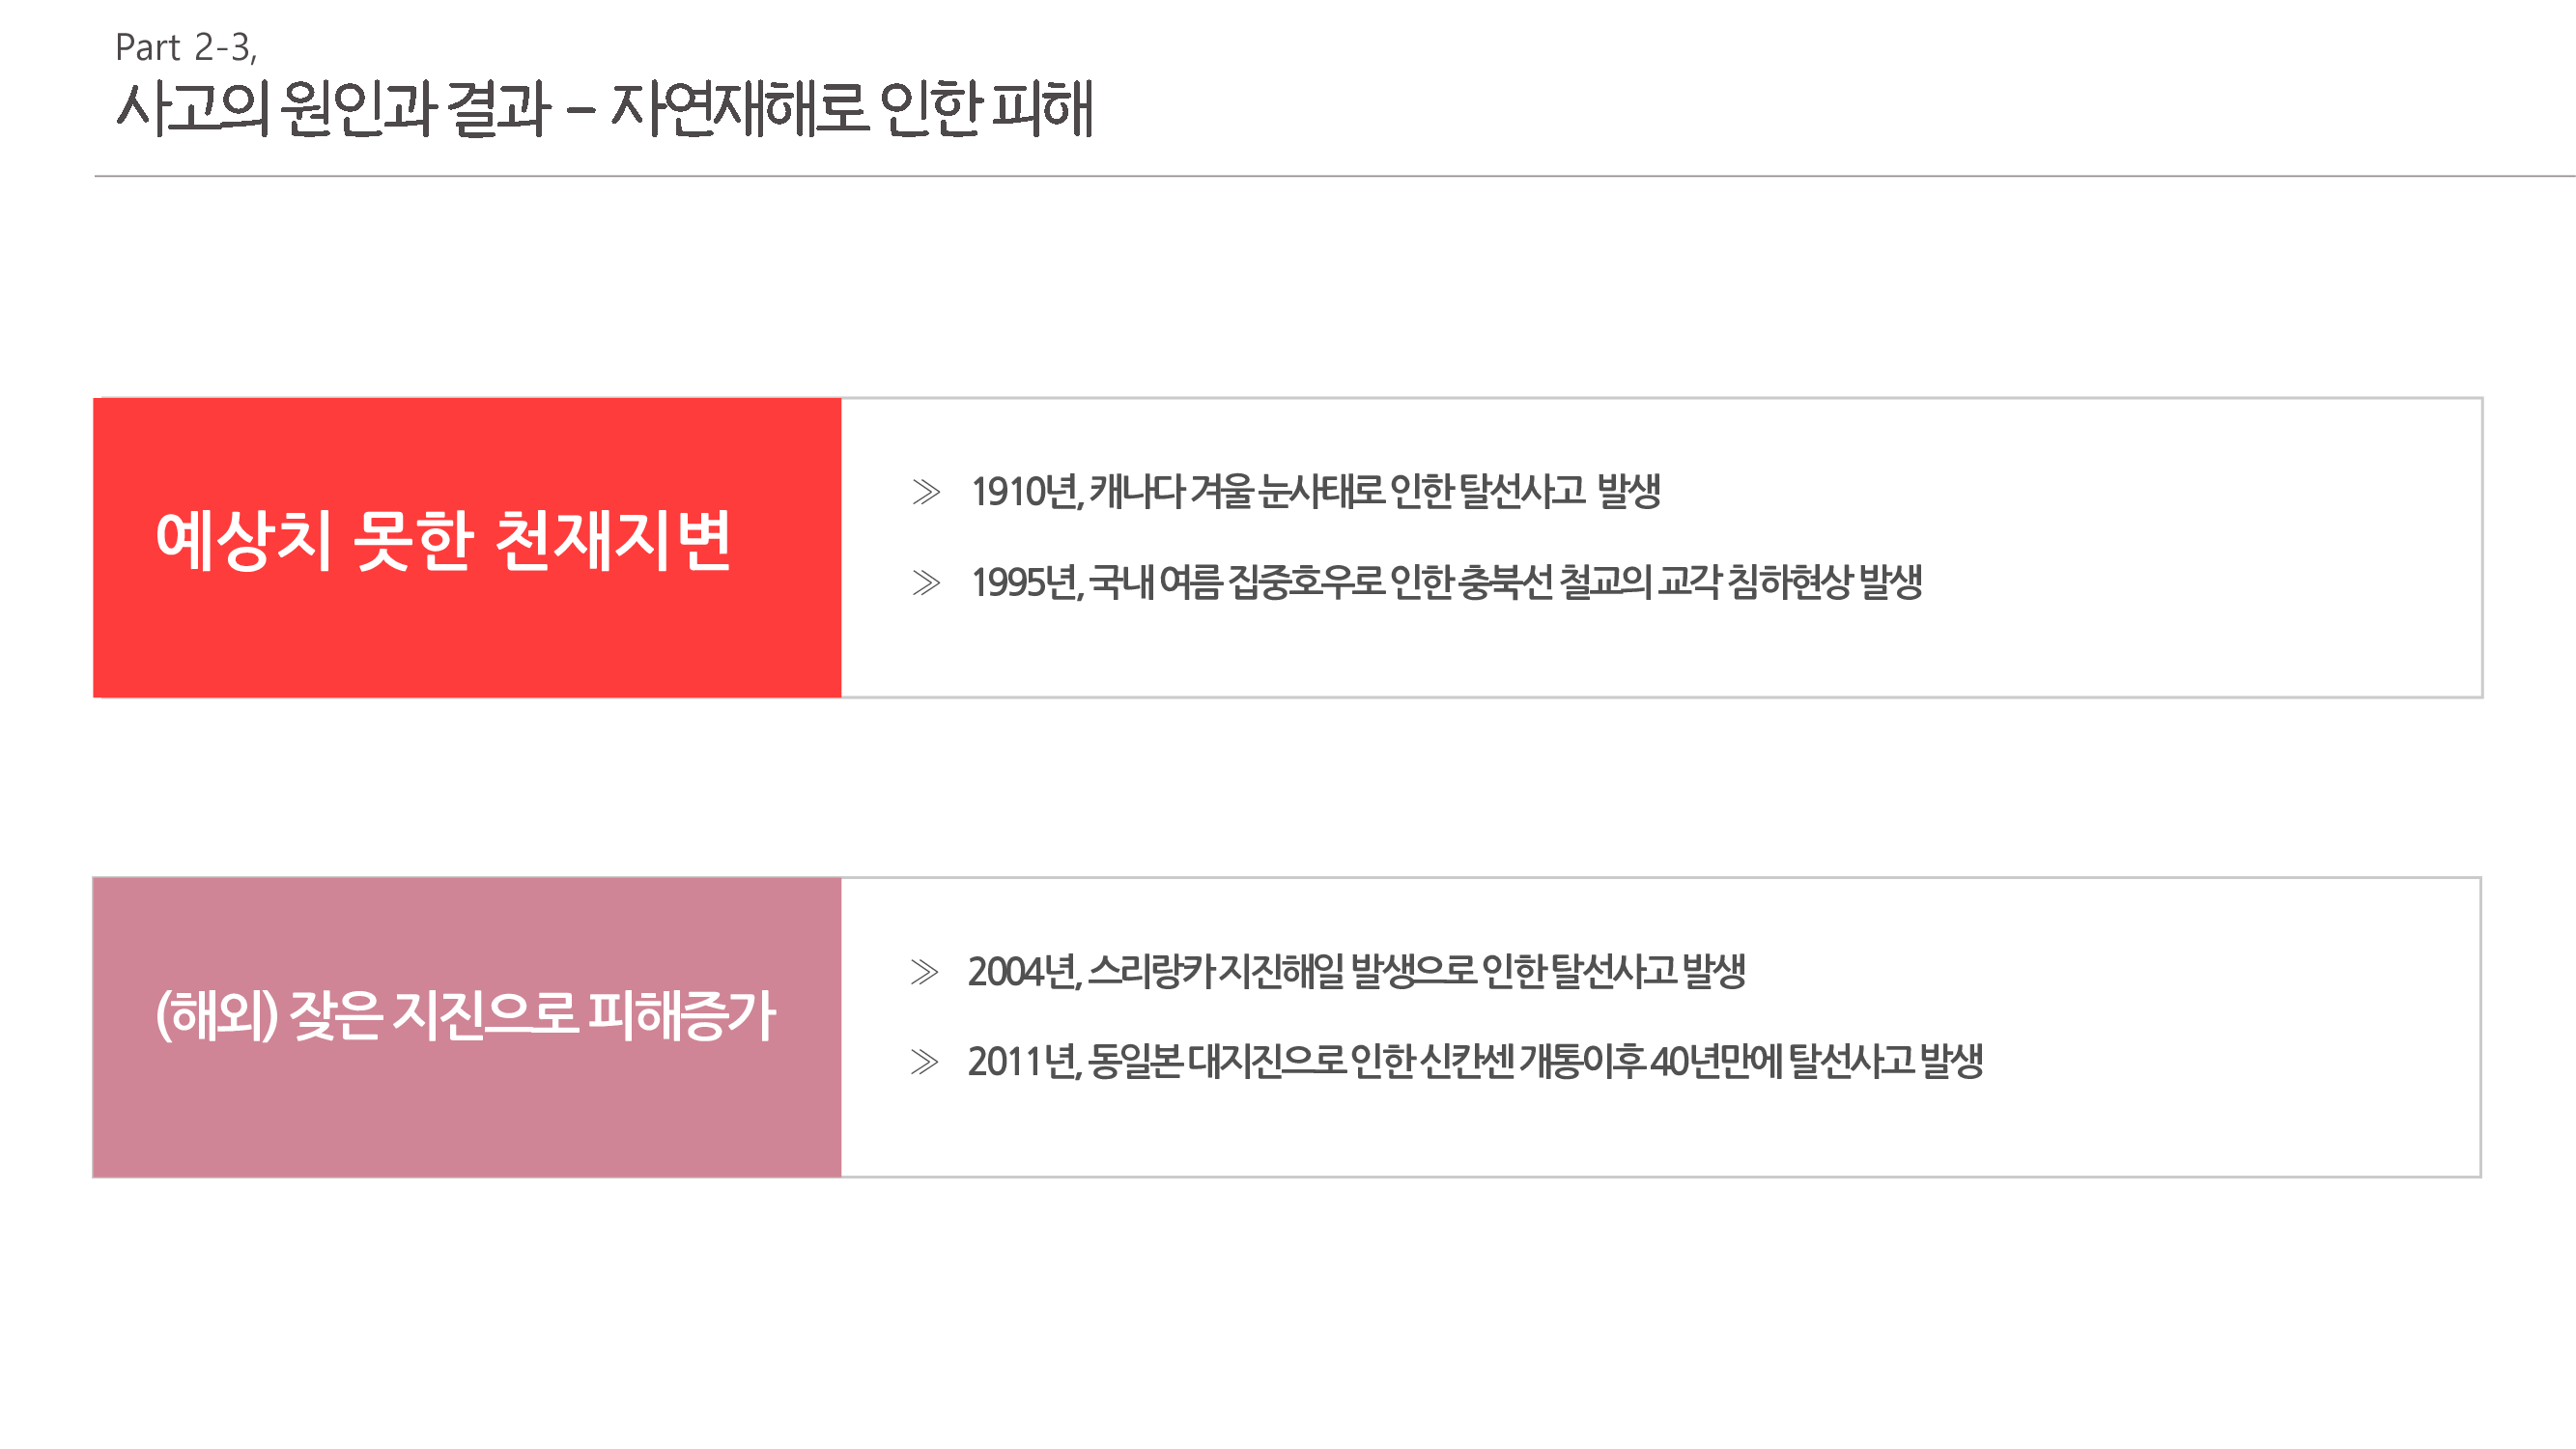 Part 2-3,
사고의 원인과 결과 – 자연재해로 인한 피해
예상치 못한 천재지변
≫ 1910년, 캐나다 겨울 눈사태로 인한 탈선사고 발생
≫ 1995년, 국내 여름 집중호우로 인한 충북선 철교의 교각 침하현상 발생
(해외) 잦은 지진으로 피해증가
≫ 2004년, 스리랑카 지진해일 발생으로 인한 탈선사고 발생
≫ 2011년, 동일본 대지진으로 인한 신칸센 개통이후 40년만에 탈선사고 발생